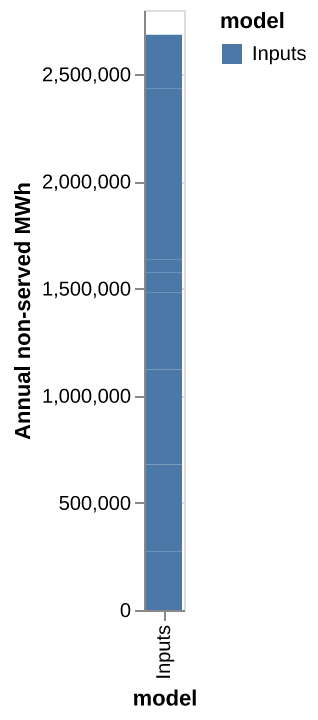 model
Inputs
2,500,000
2,000,000
1,500,000
1,000,000
500,000
0
Annual non-served MWh
Inputs
model